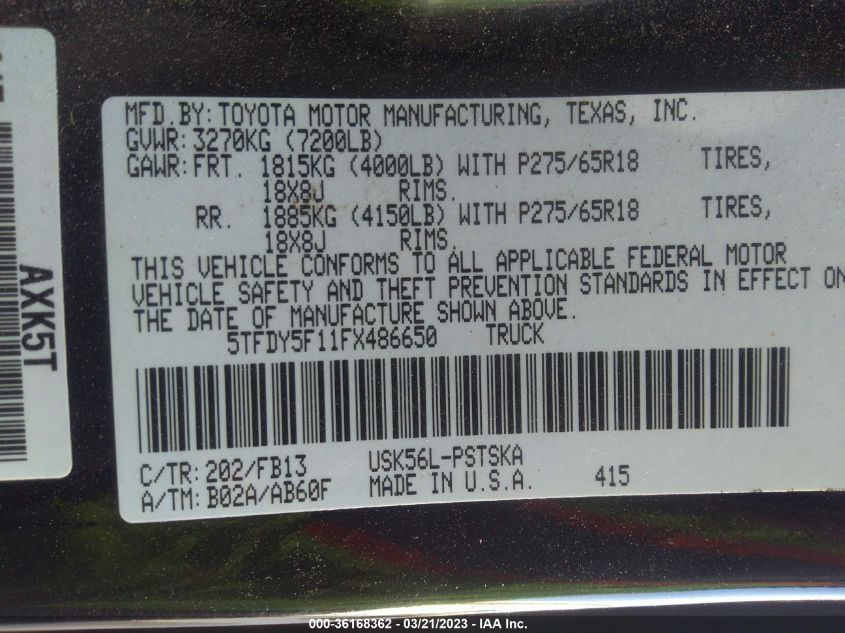 MFD.BY: TOYOTA MOTOR MANUFACTURING, TEXAS, INC.
GVWR: 3270KG (7200LB)
GAWR: FRT. 1815KG (4000LB) WITH P275/65R18 TIRES,
18X8J RIMS.
RR. 1885KG (4150LB) WITH P275/65R18 TIRES,
18X8J RIMS.
THIS VEHICLE CONFORMS TO ALL APPLICABLE FEDERAL MOTOR
VEHICLE SAFETY AND THEFT PREVENTION STANDARDS IN EFFECT ON
THE DATE OF MANUFACTURE SHOWN ABOVE.
5TFDY5F11FX486650 TRUCK
C/TR: 202/FB13 USK56L-PSTSKA
A/TM: B02A/AB60F MADE IN U.S.A. 415
AXK5T
000-36168362 - 03/21/2023 - IAA Inc.